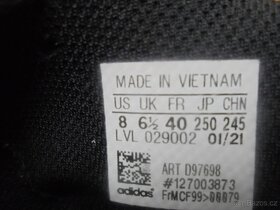 MADE IN VIETNAM
US UK FR JP CHN
8 6½ 40 250 245
LVL 029002 01/21
ART D97698
#127003873
adidas